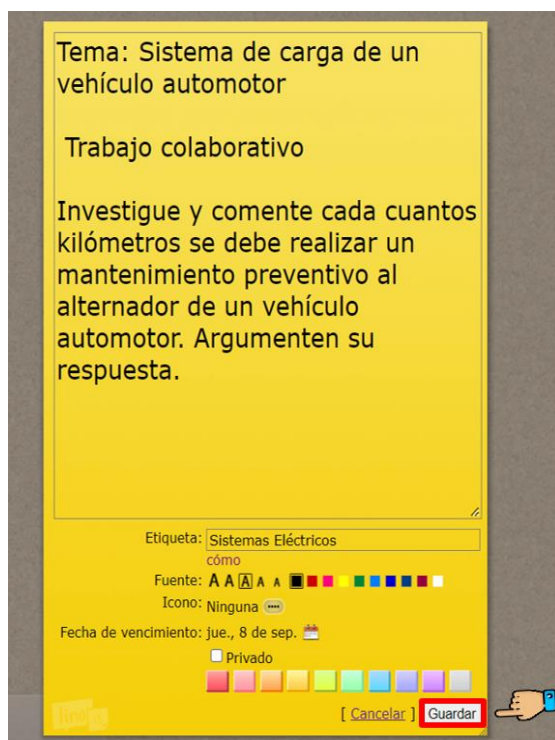 Tema: Sistema de carga de un
vehículo automotor
Trabajo colaborativo
Investigue y comente cada cuantos
kilómetros se debe realizar un
mantenimiento preventivo al
alternador de un vehículo
automotor. Argumenten su
respuesta.
Etiqueta: Sistemas Eléctricos
cómo
Fuente: A A A A A
Icono: Ninguna
Fecha de vencimiento: jue., 8 de sep.
Privado
[ Cancelar ] Guardar